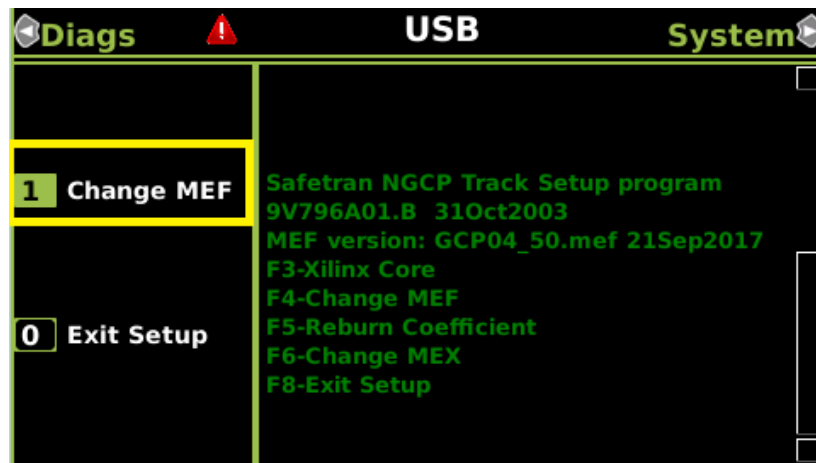 Diags
USB
System
1 Change MEF
0 Exit Setup
Safetran NGCP Track Setup program
9V796A01.B 31Oct2003
MEF version: GCP04_50.mef 21Sep2017
F3-Xilinx Core
F4-Change MEF
F5-Reburn Coefficient
F6-Change MEX
F8-Exit Setup